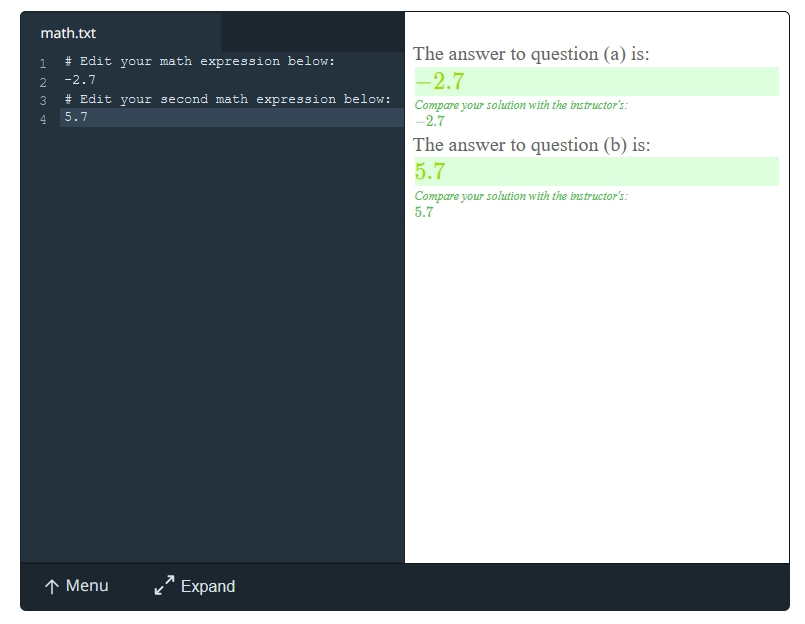 math.txt
1 # Edit your math expression below:
2 -2.7
3 # Edit your second math expression below:
4 5.7
The answer to question (a) is:
−2.7
Compare your solution with the instructor's:
−2.7
The answer to question (b) is:
5.7
Compare your solution with the instructor's:
5.7
Menu
Expand